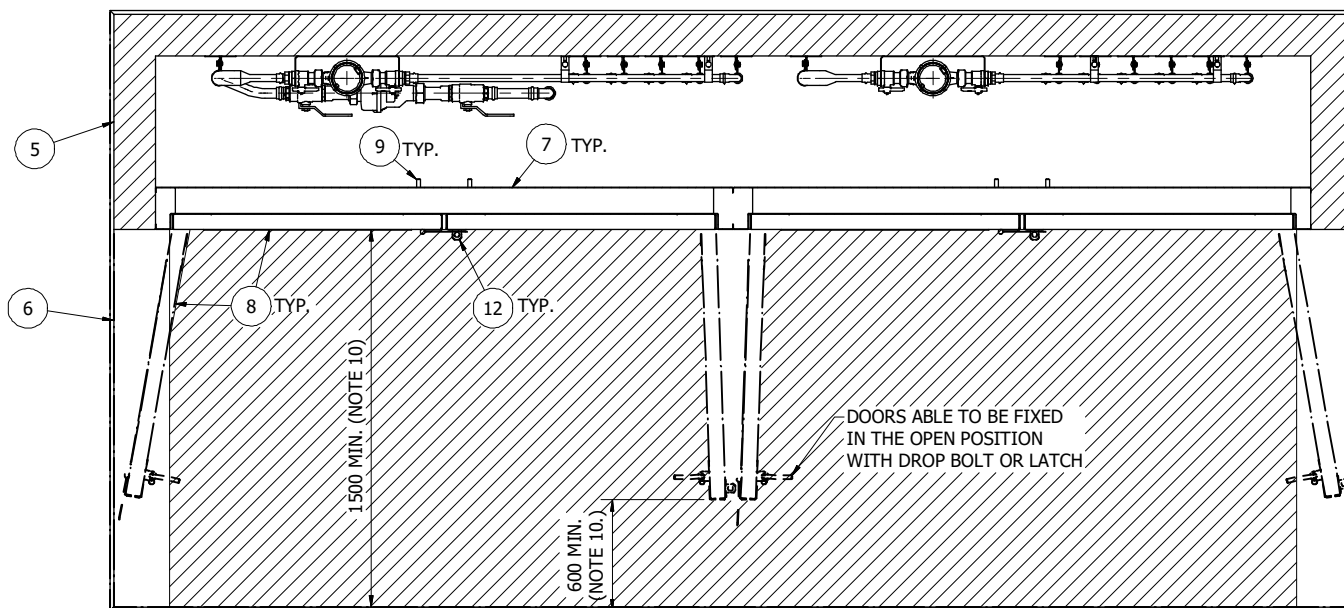 5
9 TYP.
7 TYP.
6
8 TYP.
12 TYP.
1500 MIN. (NOTE 10)
DOORS ABLE TO BE FIXED
IN THE OPEN POSITION
WITH DROP BOLT OR LATCH
600 MIN.
(NOTE 10.)